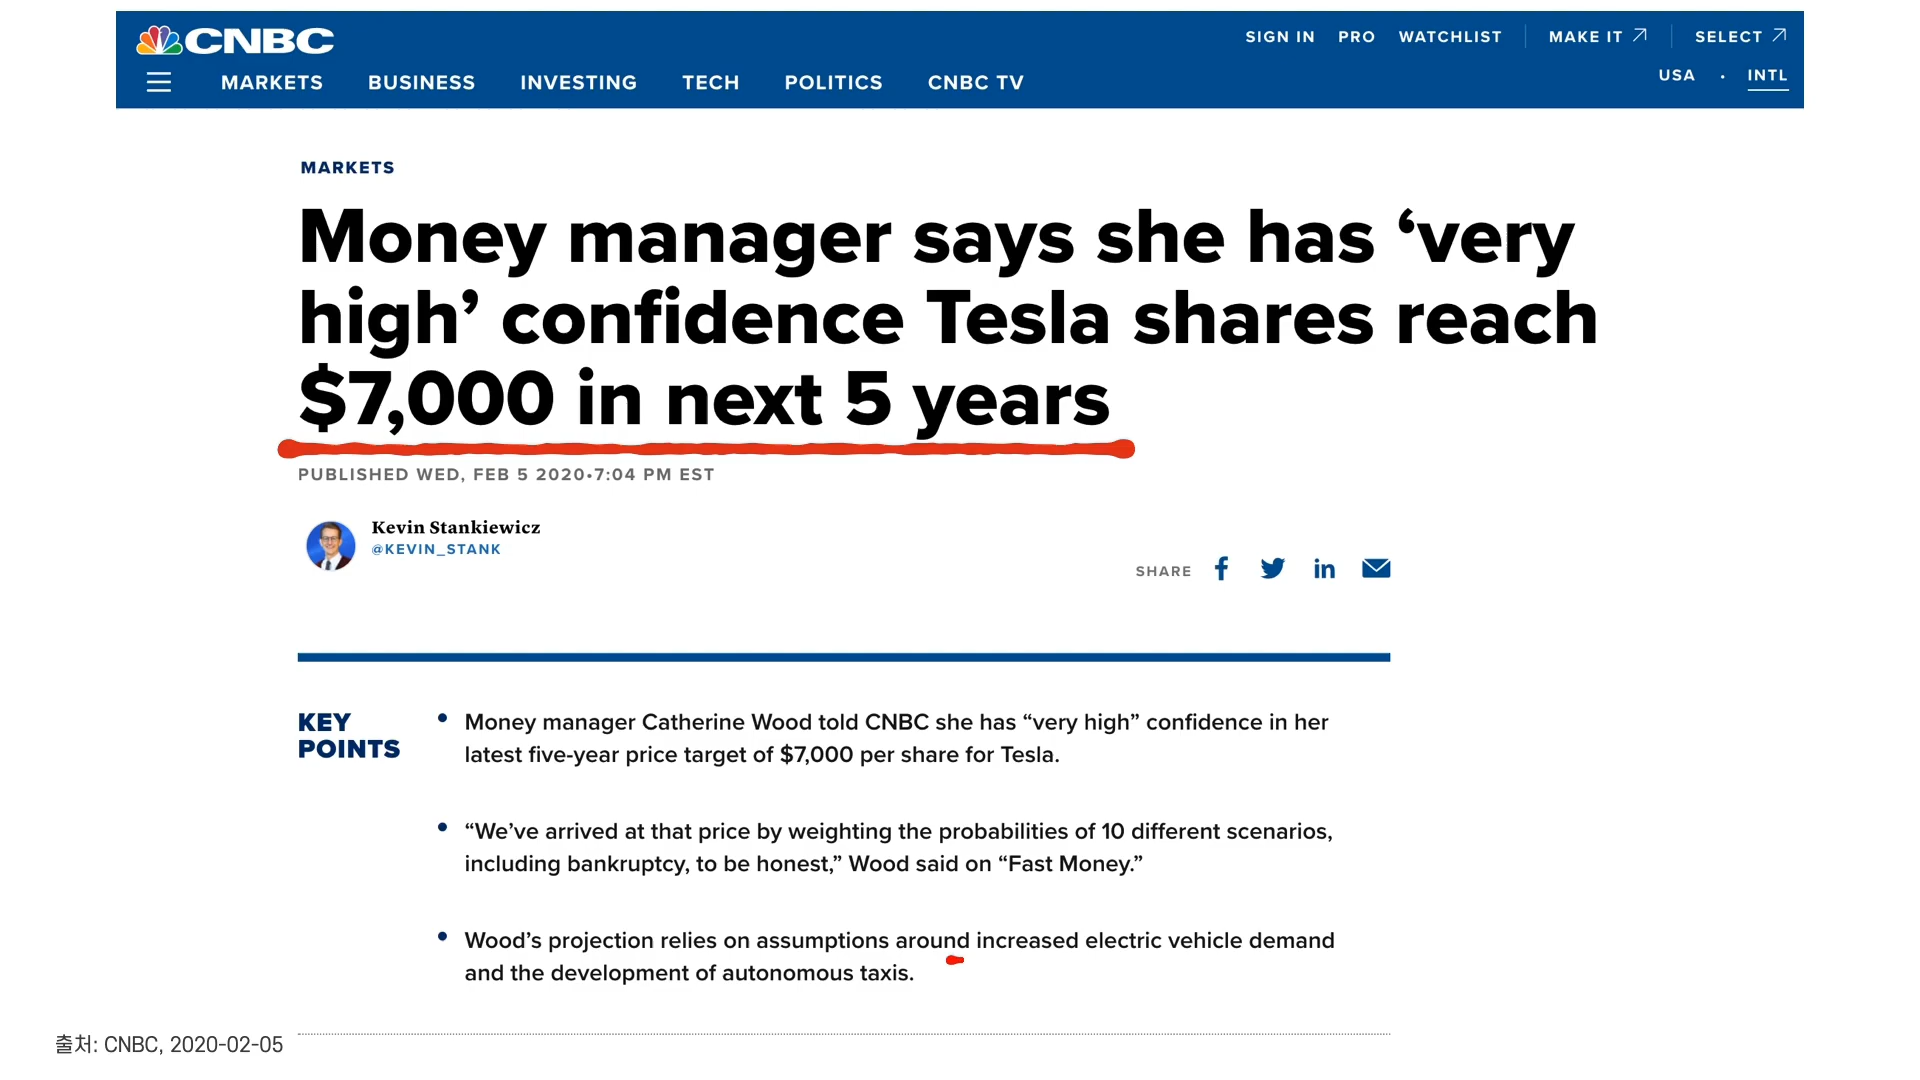 CNBC
SIGN IN PRO WATCHLIST MAKE IT SELECT
MARKETS BUSINESS INVESTING TECH POLITICS CNBC TV
USA • INTL
MARKETS
Money manager says she has ‘very
high’ confidence Tesla shares reach
$7,000 in next 5 years
PUBLISHED WED, FEB 5 2020•7:04 PM EST
Kevin Stankiewicz
@KEVIN_STANK
SHARE
KEY
POINTS
• Money manager Catherine Wood told CNBC she has “very high” confidence in her
latest five-year price target of $7,000 per share for Tesla.
• “We’ve arrived at that price by weighting the probabilities of 10 different scenarios,
including bankruptcy, to be honest,” Wood said on “Fast Money.”
• Wood’s projection relies on assumptions around increased electric vehicle demand
and the development of autonomous taxis.
출처: CNBC, 2020-02-05